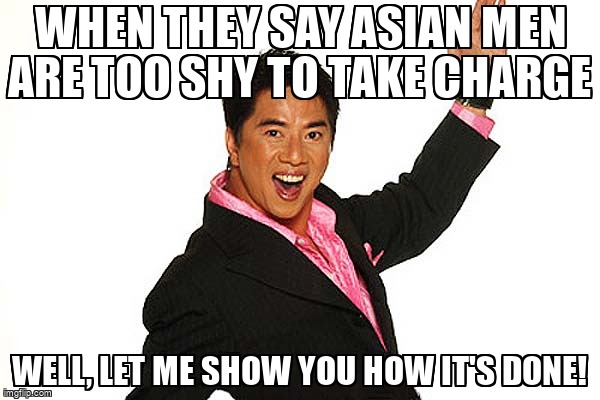 WHEN THEY SAY ASIAN MEN
ARE TOO SHY TO TAKE CHARGE
WELL, LET ME SHOW YOU HOW IT'S DONE!
imgflip.com